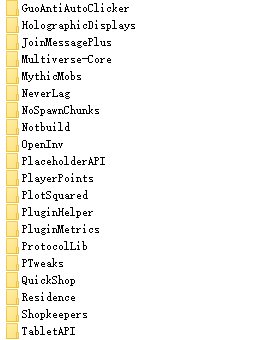 GuoAntiAutoClicker
HolographicDisplays
JoinMessagePlus
Multiverse-Core
MythicMobs
NeverLag
NoSpawnChunks
Notbuild
OpenInv
PlaceholderAPI
PlayerPoints
PlotSquared
PluginHelper
PluginMetrics
ProtocolLib
PTweaks
QuickShop
Residence
Shopkeepers
TabletAPI